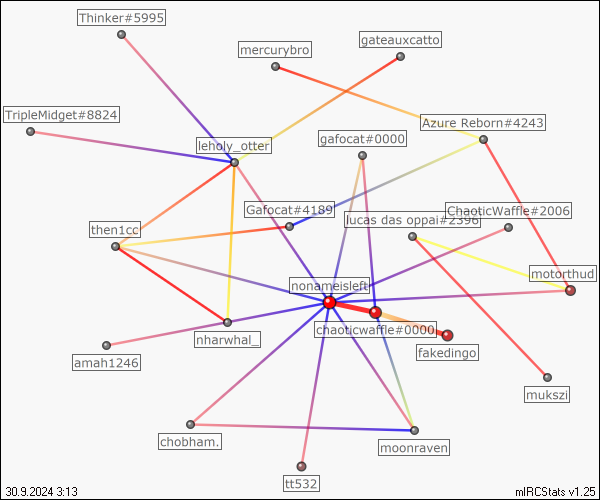 Thinker#5995
gateauxcatto
mercurybro
TripleMidget#8824
Azure Reborn#4243
gafocat#0000
leholy_otter
Gafocat#4189
ChaoticWaffle#2006
lucas das oppai#2396
then1cc
motorthud
nonameisleft
chaoticwaffle#0000
nharwhal_
fakedingo
amah1246
mukszi
chobham.
moonraven
tt532
30.9.2024 3:13
mIRCStats v1.25